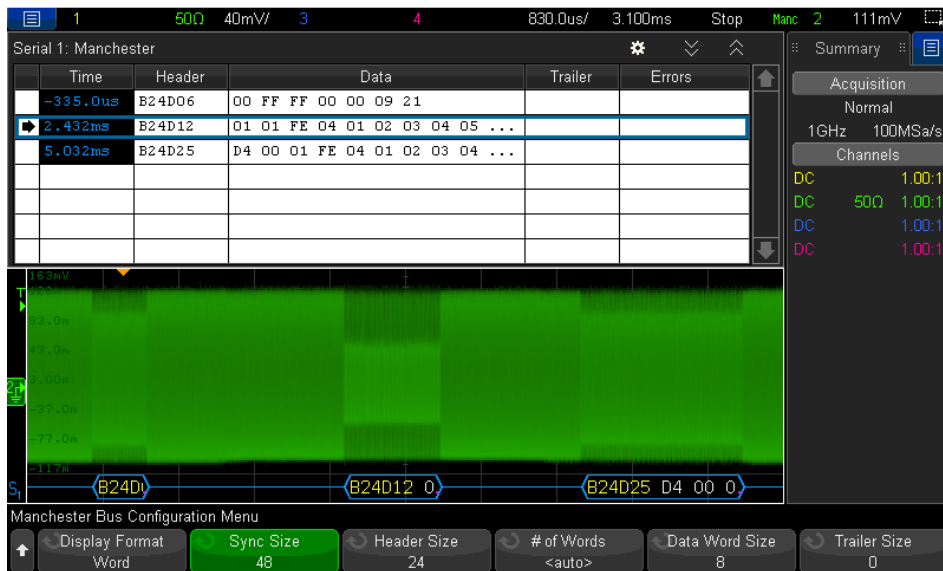 1 50Ω 40mV/ 3 4 830.0us/ 3.100ms Stop Manc 2 111mV
Serial 1: Manchester
Summary
Time Header Data Trailer Errors
-335.0us B24D06 00 FF FF 00 00 09 21
2.432ms B24D12 01 01 FE 04 01 02 03 04 05 ...
5.032ms B24D25 D4 00 01 FE 04 01 02 03 04 ...
Acquisition
Normal
1GHz 100MSa/s
Channels
DC 1.00:1
DC 50Ω 1.00:1
DC 1.00:1
DC 1.00:1
163mV
T
83.0m
43.0m
3.00m
2
-37.0m
-77.0m
-117m
S1 B24D B24D12 0 B24D25 D4 00 0
Manchester Bus Configuration Menu
Display Format Sync Size Header Size # of Words Data Word Size Trailer Size
Word 48 24 <auto> 8 0